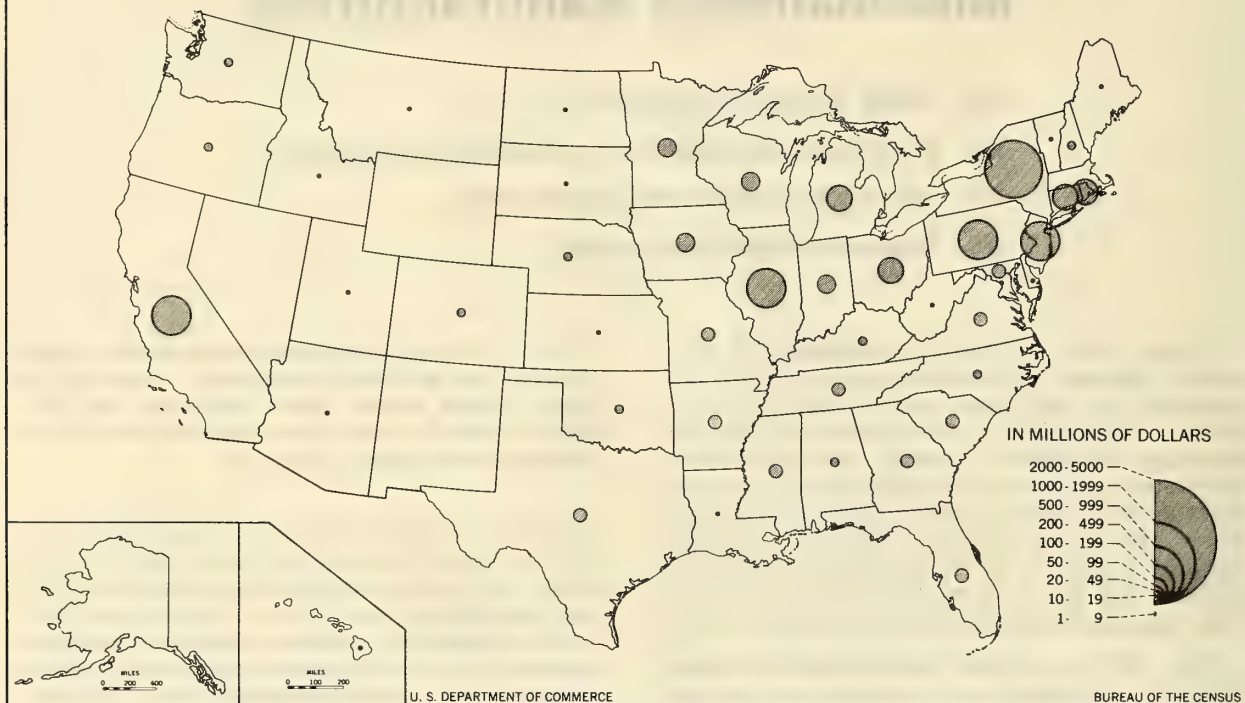 IN MILLIONS OF DOLLARS
2000 - 5000
1000 - 1999
500 - 999
200 - 499
100 - 199
50 - 99
20 - 49
10 - 19
1 - 9
MILES
0 200 400
MILES
0 100 200
U. S. DEPARTMENT OF COMMERCE
BUREAU OF THE CENSUS